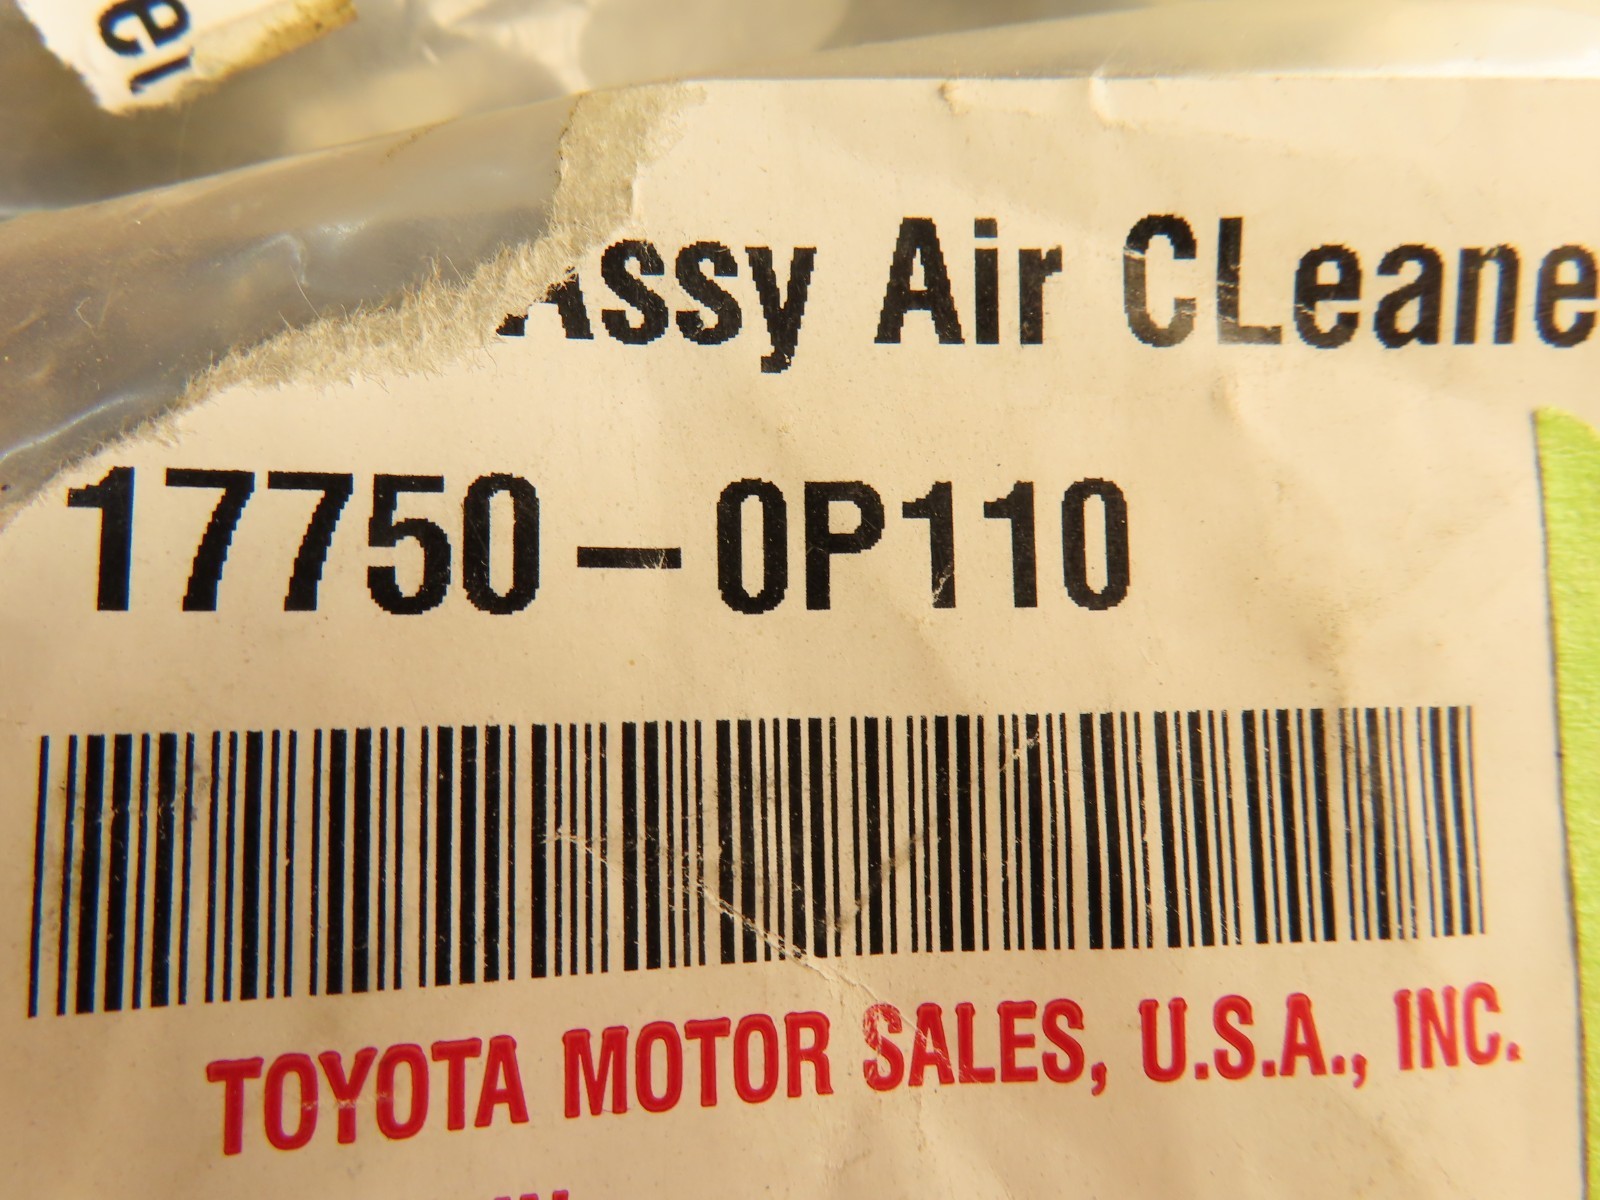 Assy Air CLeane
17750-0P110
TOYOTA MOTOR SALES, U.S.A., INC.